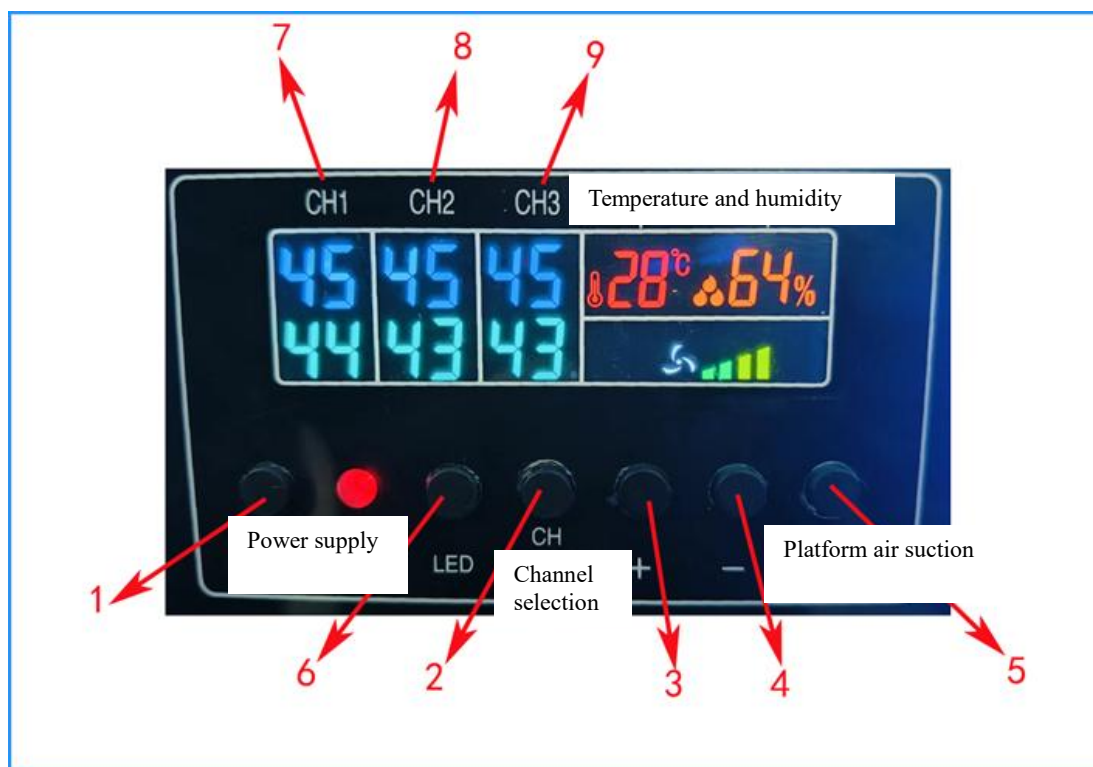 7 8 9
CH1 CH2 CH3 Temperature and humidity
45 45 45 28℃ 64%
44 43 43
Power supply
LED
CH
Channel
selection
+ −
Platform air suction
1 6 2 3 4 5